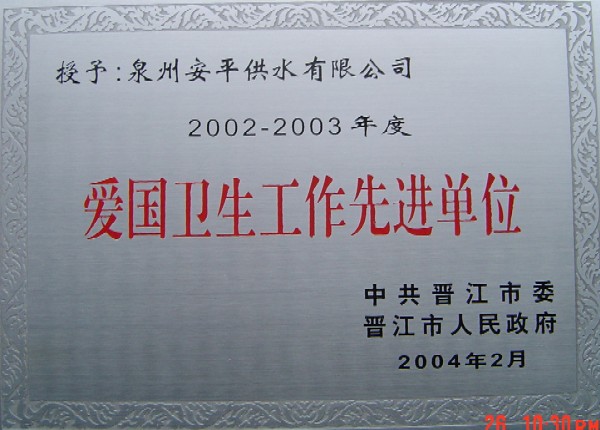 授予:泉州安平供水有限公司
2002-2003年度
爱国卫生工作先进单位
中共晋江市委
晋江市人民政府
2004年2月